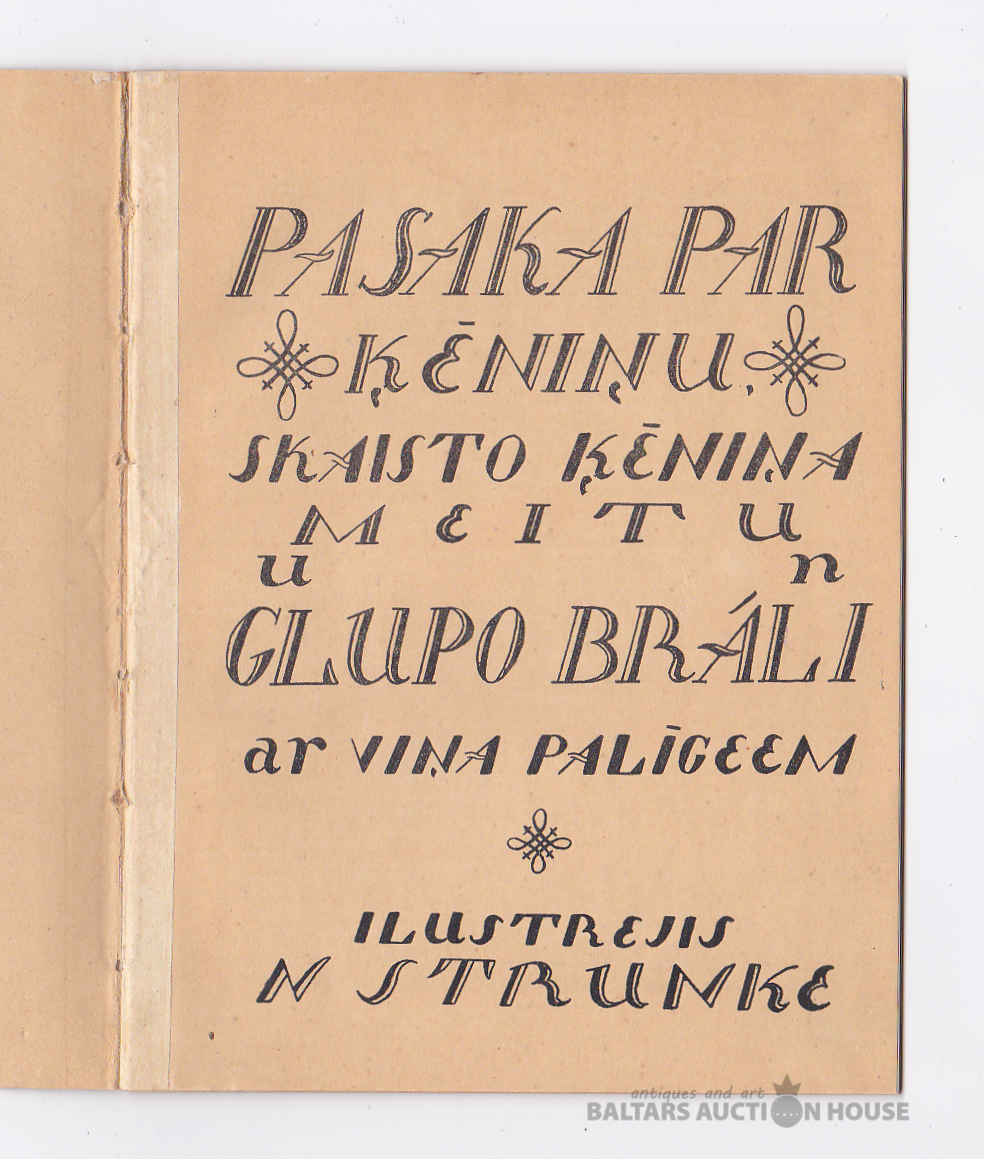 PASAKA PAR
ĶĒNIŅU,
SKAISTO ĶĒNIŅA
MEITU
un
GLUPO BRÁLI
ar VIŅA PALĪGEEM
ILUSTREJIS
N STRUNKE
antiques and art
BALTARS AUCTION HOUSE